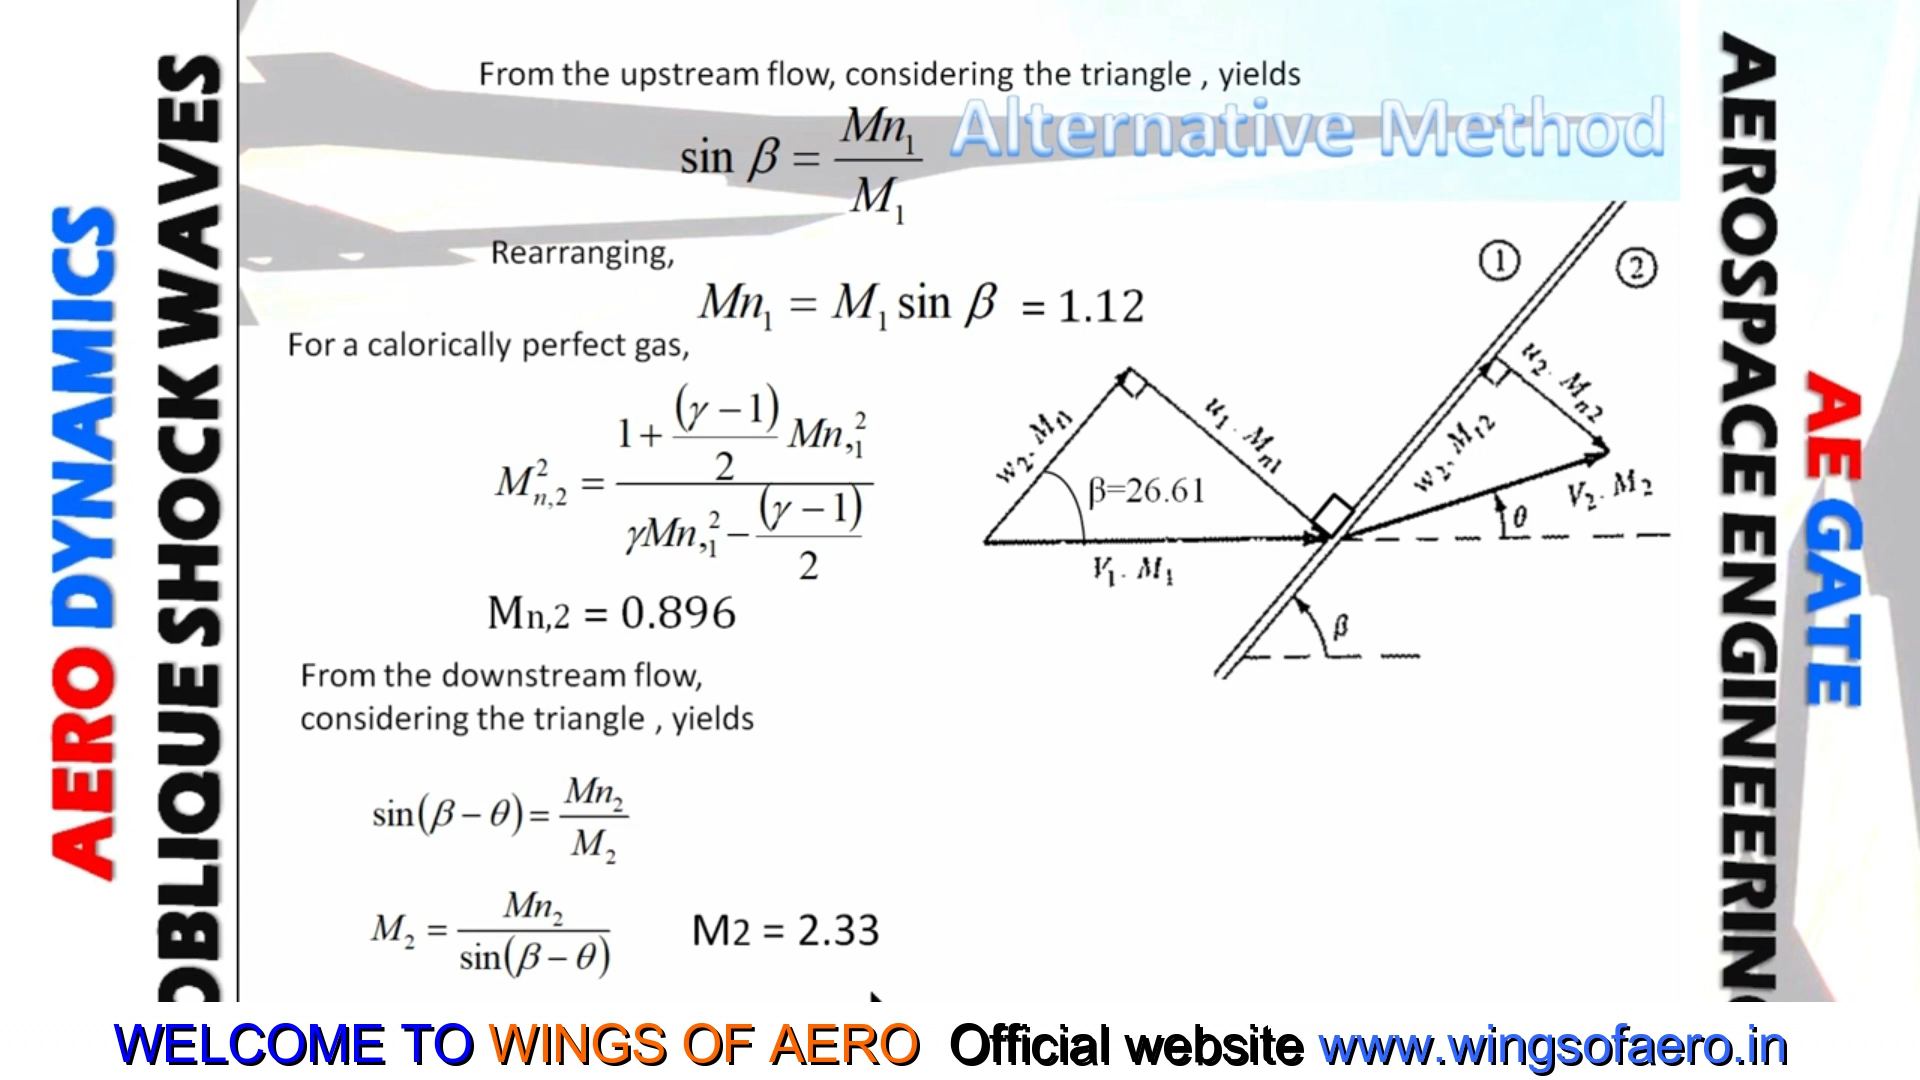 AERO DYNAMICS
OBLIQUE SHOCK WAVES
From the upstream flow, considering the triangle , yields
Alternative Method
sin β = Mn₁ / M₁
Rearranging,
Mn₁ = M₁ sin β = 1.12
For a calorically perfect gas,
M²n,2 = (1 + (γ − 1)/2 Mn,₁²) / (γMn,₁² − (γ − 1)/2)
Mn,2 = 0.896
From the downstream flow,
considering the triangle , yields
sin(β − θ) = Mn₂ / M₂
M₂ = Mn₂ / sin(β − θ)
M2 = 2.33
1
2
w2. Mt1
u1. Mn1
β=26.61
V1. M1
u2. Mn2
w2, Mt2
V2. M2
θ
β
AEROSPACE ENGINEERING
AE GATE
WELCOME TO WINGS OF AERO Official website www.wingsofaero.in